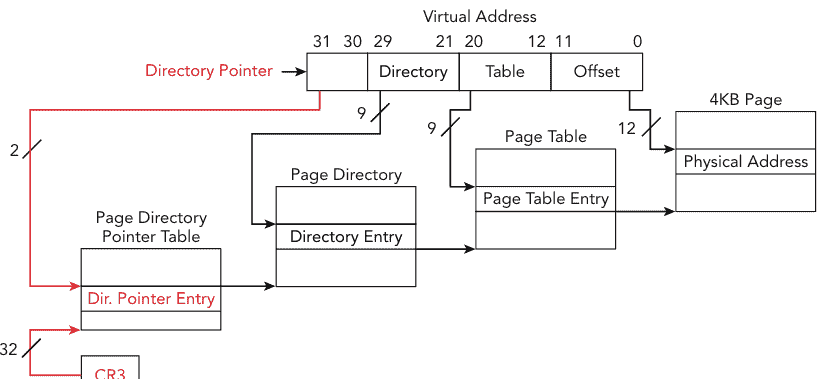 Virtual Address
31 30 29 21 20 12 11 0
Directory Pointer
Directory
Table
Offset
9
9
12
2
4KB Page
Physical Address
Page Table
Page Table Entry
Page Directory
Directory Entry
Page Directory
Pointer Table
Dir. Pointer Entry
32
CR3